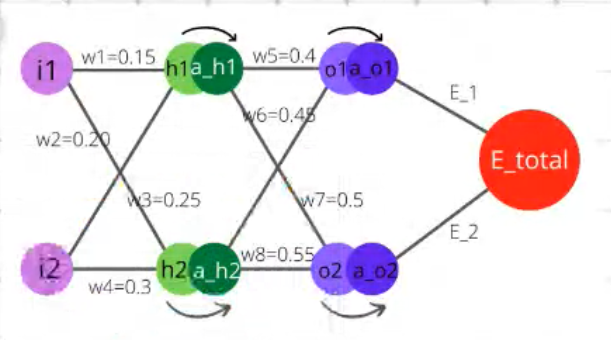 w1=0.15
w5=0.4
i1
h1
a_h1
o1
a_o1
E_1
w6=0.45
w2=0.20
E_total
w3=0.25
w7=0.5
E_2
w8=0.55
i2
h2
a_h2
o2
a_o2
w4=0.3